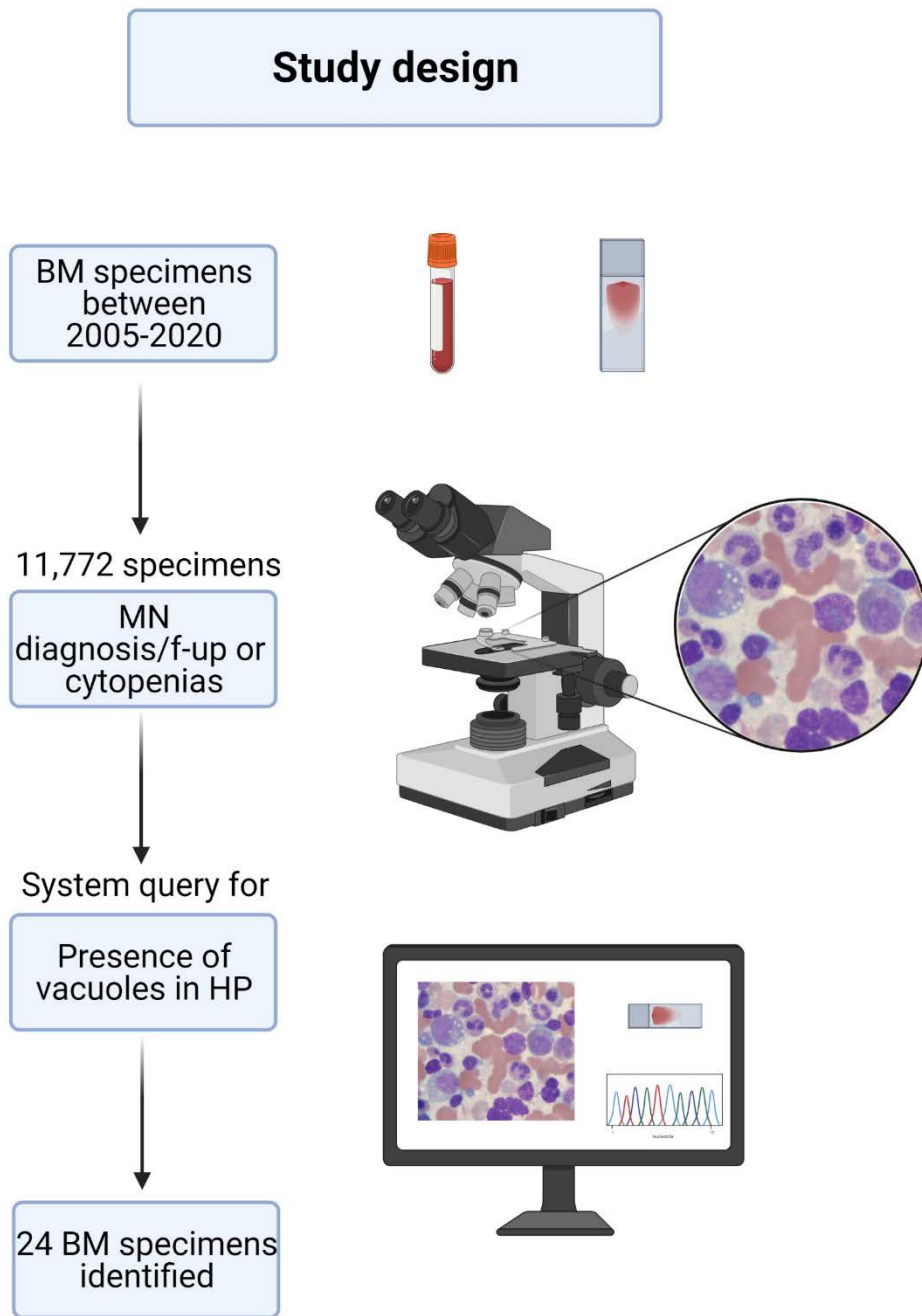 Study design
BM specimens
between
2005-2020
11,772 specimens
MN
diagnosis/f-up or
cytopenias
System query for
Presence of
vacuoles in HP
Nucleotide
24 BM specimens
identified